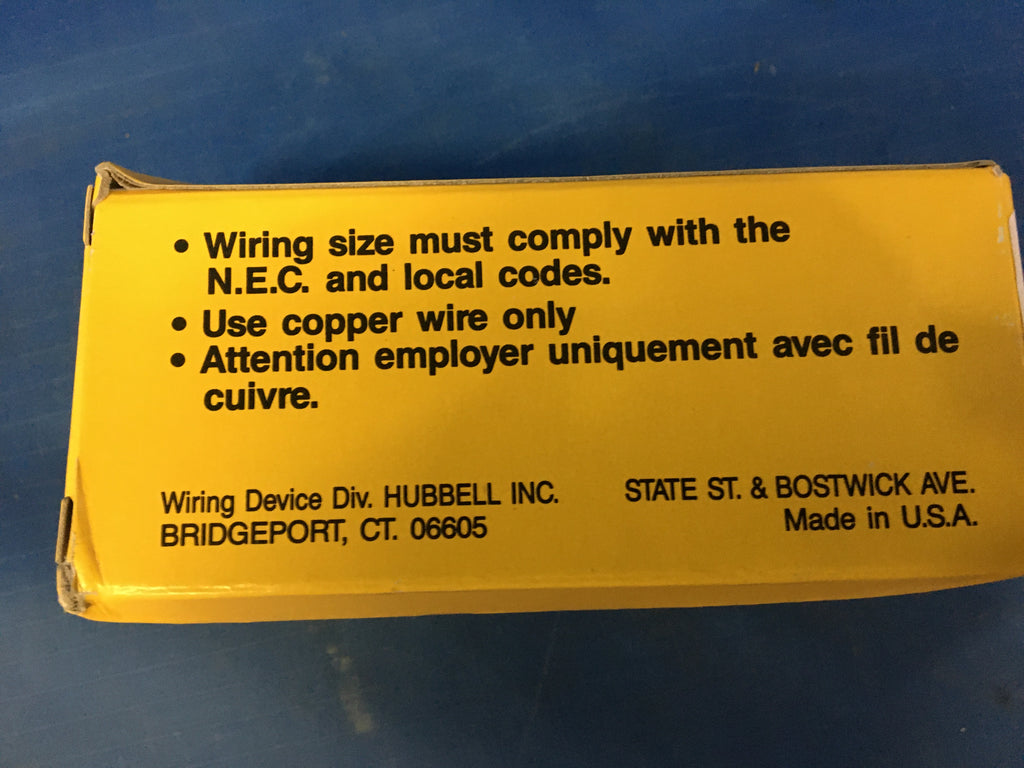 • Wiring size must comply with the
N.E.C. and local codes.
• Use copper wire only
• Attention employer uniquement avec fil de
cuivre.
Wiring Device Div. HUBBELL INC.
BRIDGEPORT, CT. 06605
STATE ST. & BOSTWICK AVE.
Made in U.S.A.